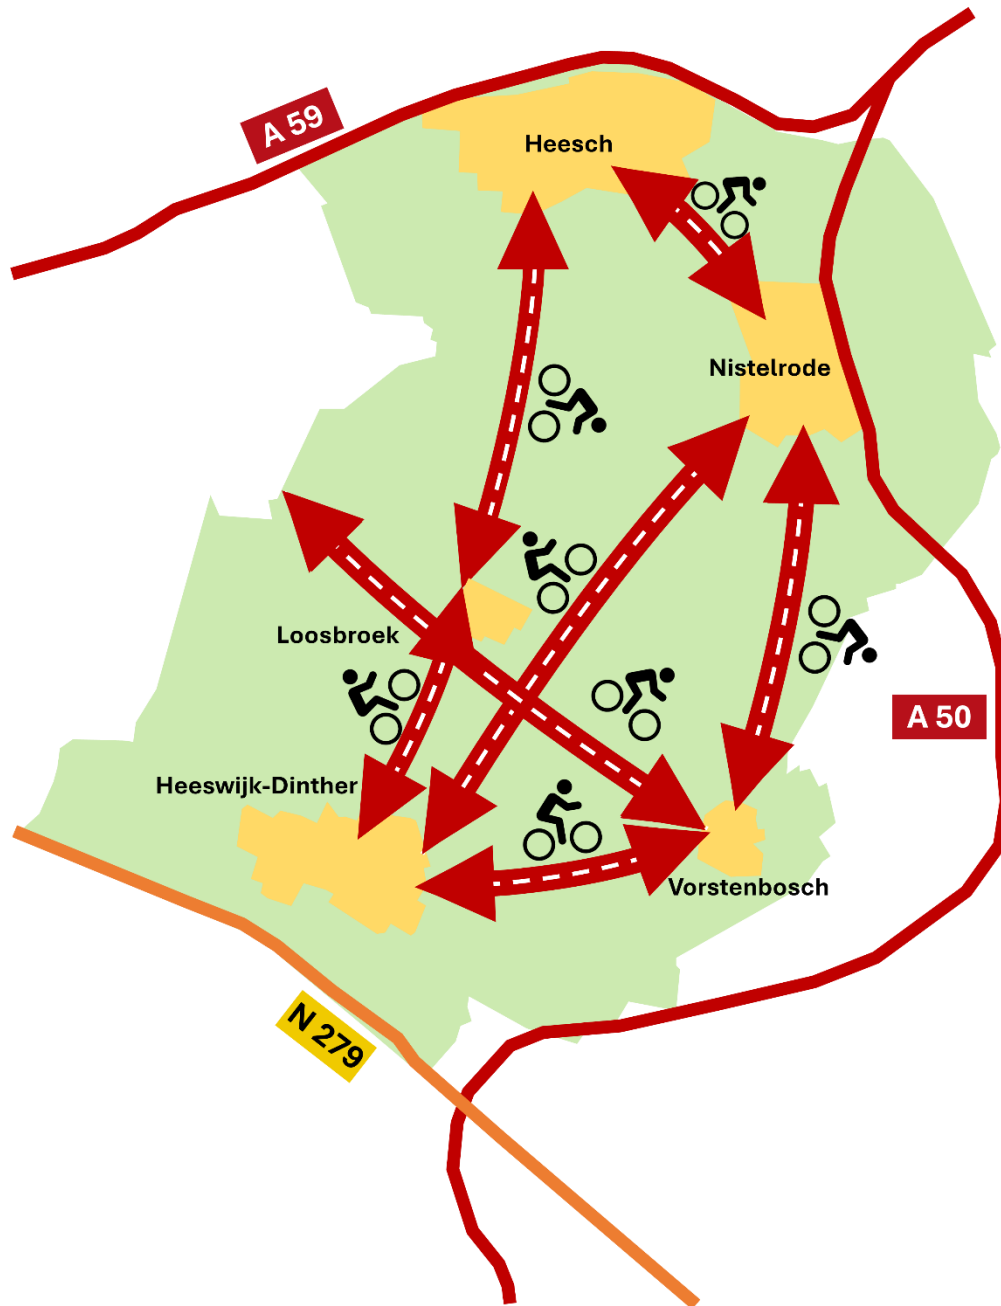 A 59
Heesch
Nistelrode
Loosbroek
A 50
Heeswijk-Dinther
Vorstenbosch
N 279